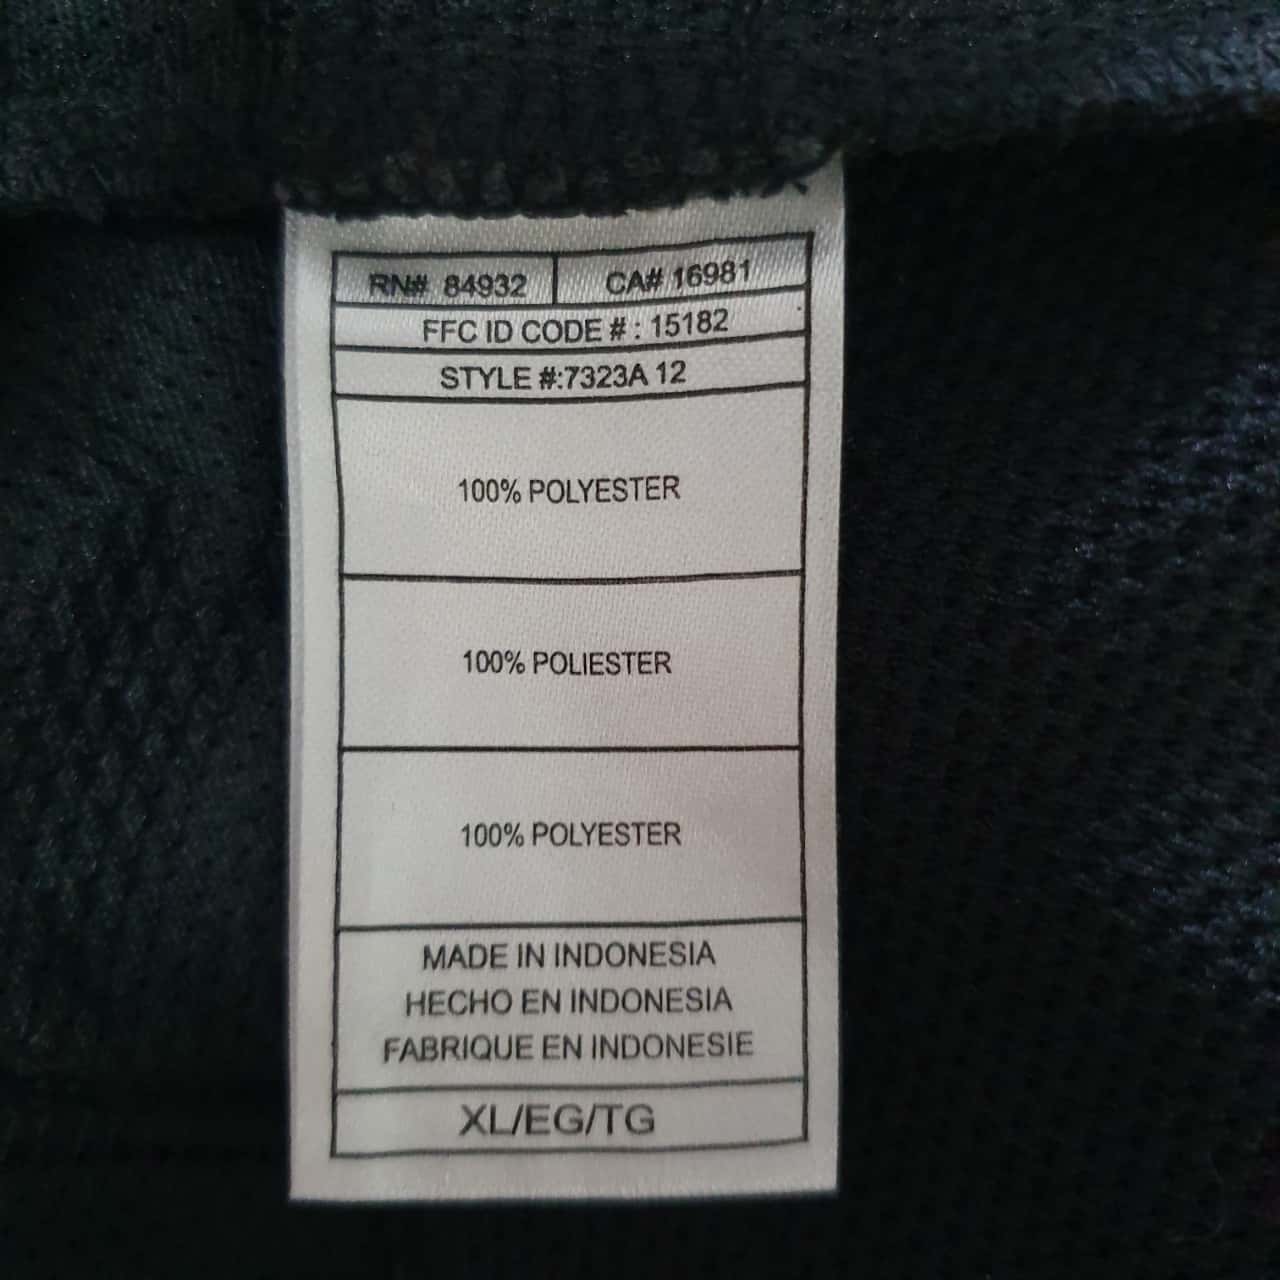 RN# 84932 CA# 16981
FFC ID CODE # : 15182
STYLE #:7323A 12
100% POLYESTER
100% POLIESTER
100% POLYESTER
MADE IN INDONESIA
HECHO EN INDONESIA
FABRIQUE EN INDONESIE
XL/EG/TG